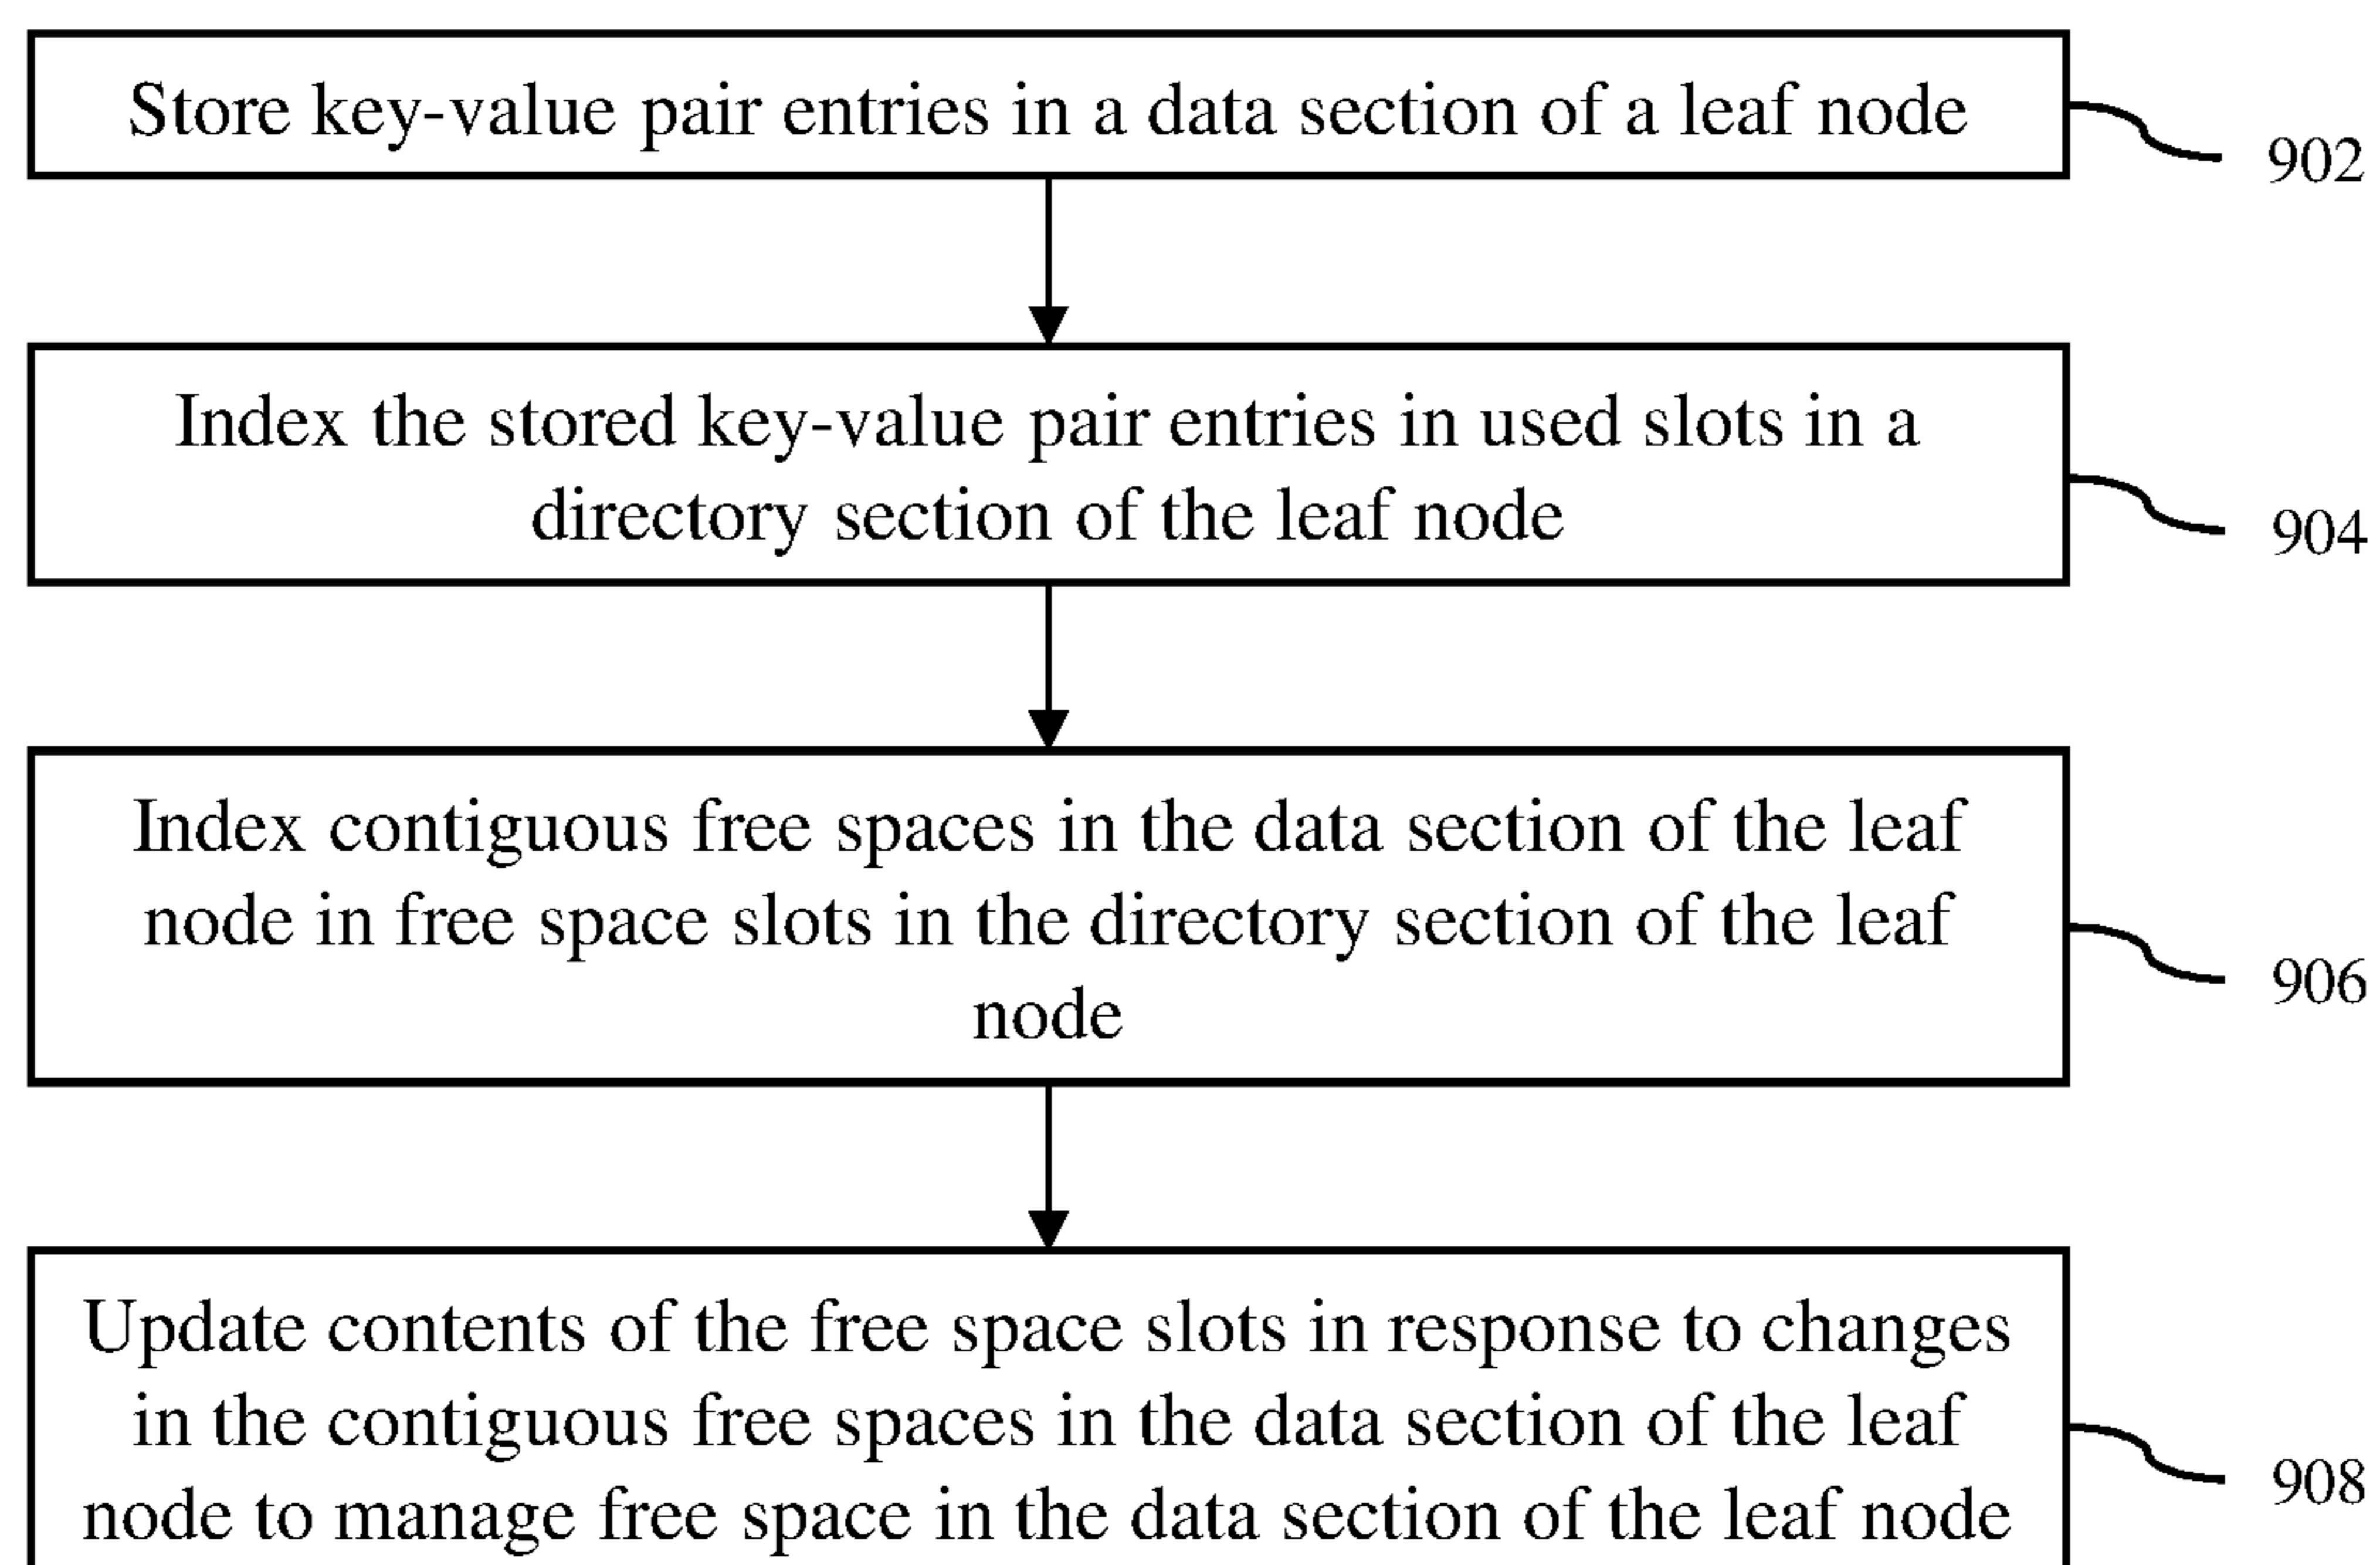 Store key-value pair entries in a data section of a leaf node
902
Index the stored key-value pair entries in used slots in a
directory section of the leaf node
904
Index contiguous free spaces in the data section of the leaf
node in free space slots in the directory section of the leaf
node
906
Update contents of the free space slots in response to changes
in the contiguous free spaces in the data section of the leaf
node to manage free space in the data section of the leaf node
908